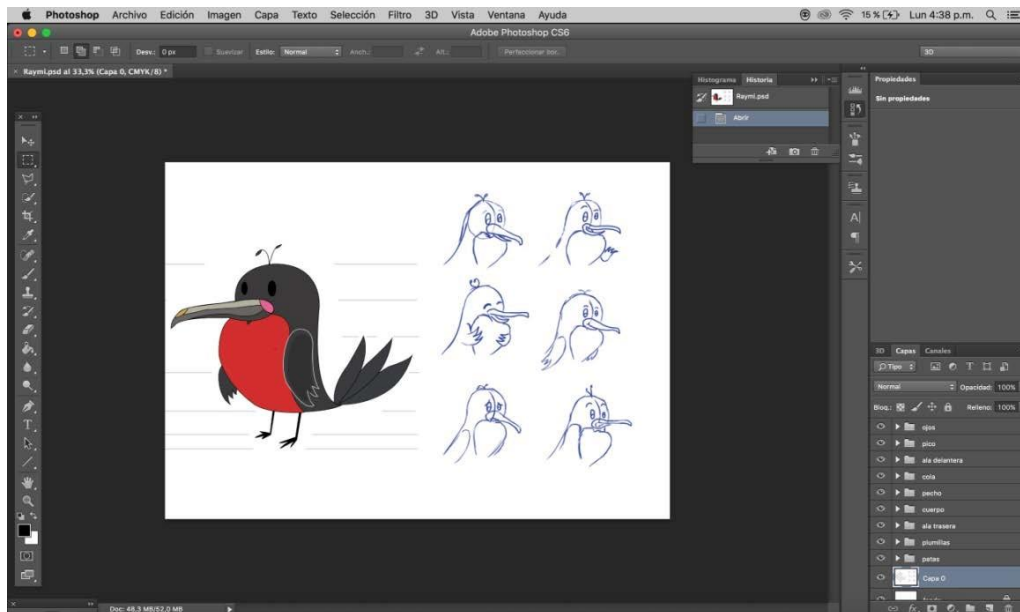 Photoshop Archivo Edición Imagen Capa Texto Selección Filtro 3D Vista Ventana Ayuda 15 % Lun 4:38 p.m.
Adobe Photoshop CS6
Desv.: 0 px Suavizar Estilo: Normal Anch.: Alt.: Perfeccionar bor... 3D
× Raymi.psd al 33,3% (Capa 0, CMYK/8) *
Histograma Historia
Raymi.psd
Abrir
Propiedades
Sin propiedades
3D Capas Canales
Tipo
Normal Opacidad: 100%
Bloq.: Relleno: 100%
ojos
pico
ala delantera
cola
pecho
cuerpo
ala trasera
plumillas
patas
Capa 0
Doc: 48,3 MB/52,0 MB